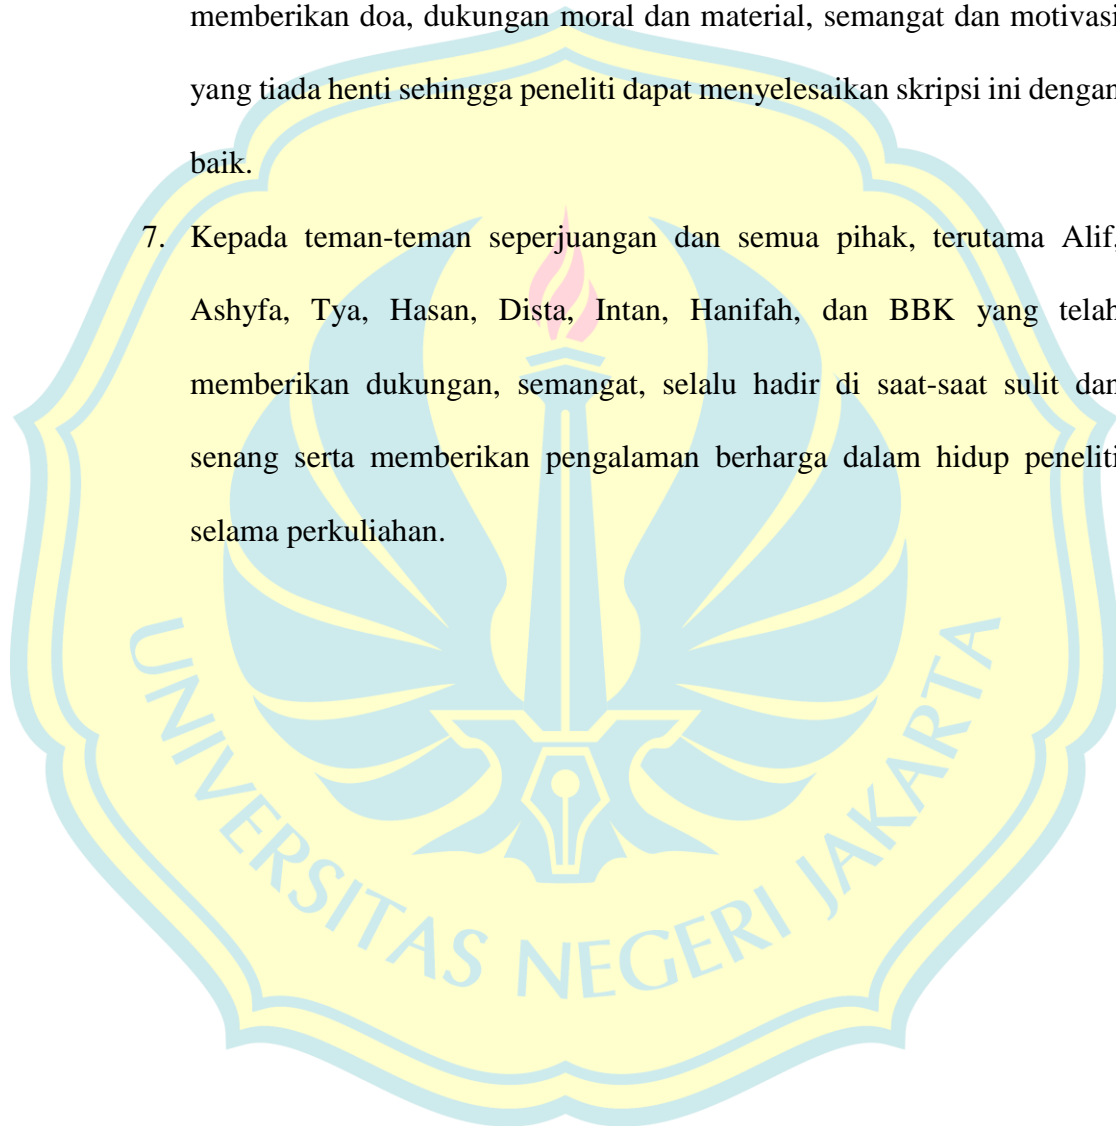 memberikan doa, dukungan moral dan material, semangat dan motivasi
yang tiada henti sehingga peneliti dapat menyelesaikan skripsi ini dengan
baik.
7. Kepada teman-teman seperjuangan dan semua pihak, terutama Alif,
Ashyfa, Tya, Hasan, Dista, Intan, Hanifah, dan BBK yang telah
memberikan dukungan, semangat, selalu hadir di saat-saat sulit dan
senang serta memberikan pengalaman berharga dalam hidup peneliti
selama perkuliahan.
UNIVERSITAS NEGERI JAKARTA